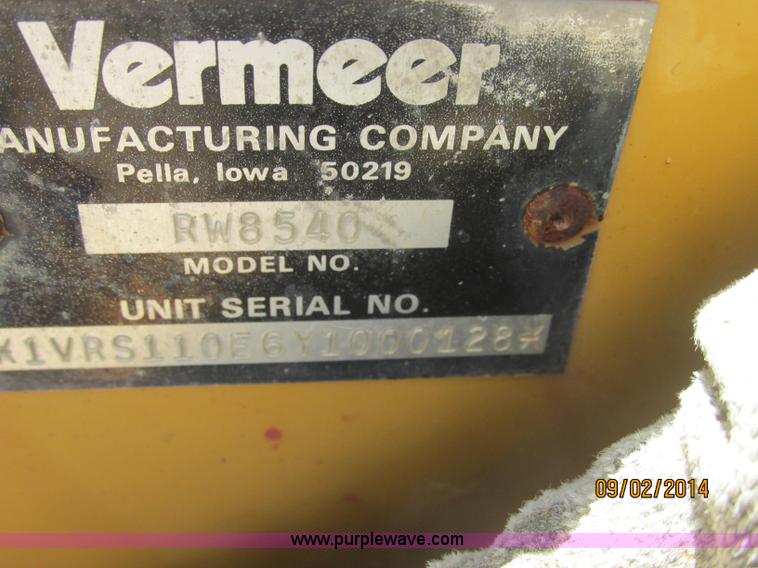 Vermeer
ANUFACTURING COMPANY
Pella, Iowa 50219
RW8540
MODEL NO.
UNIT SERIAL NO.
*1VRS110E6Y1000128*
09/02/2014
www.purplewave.com